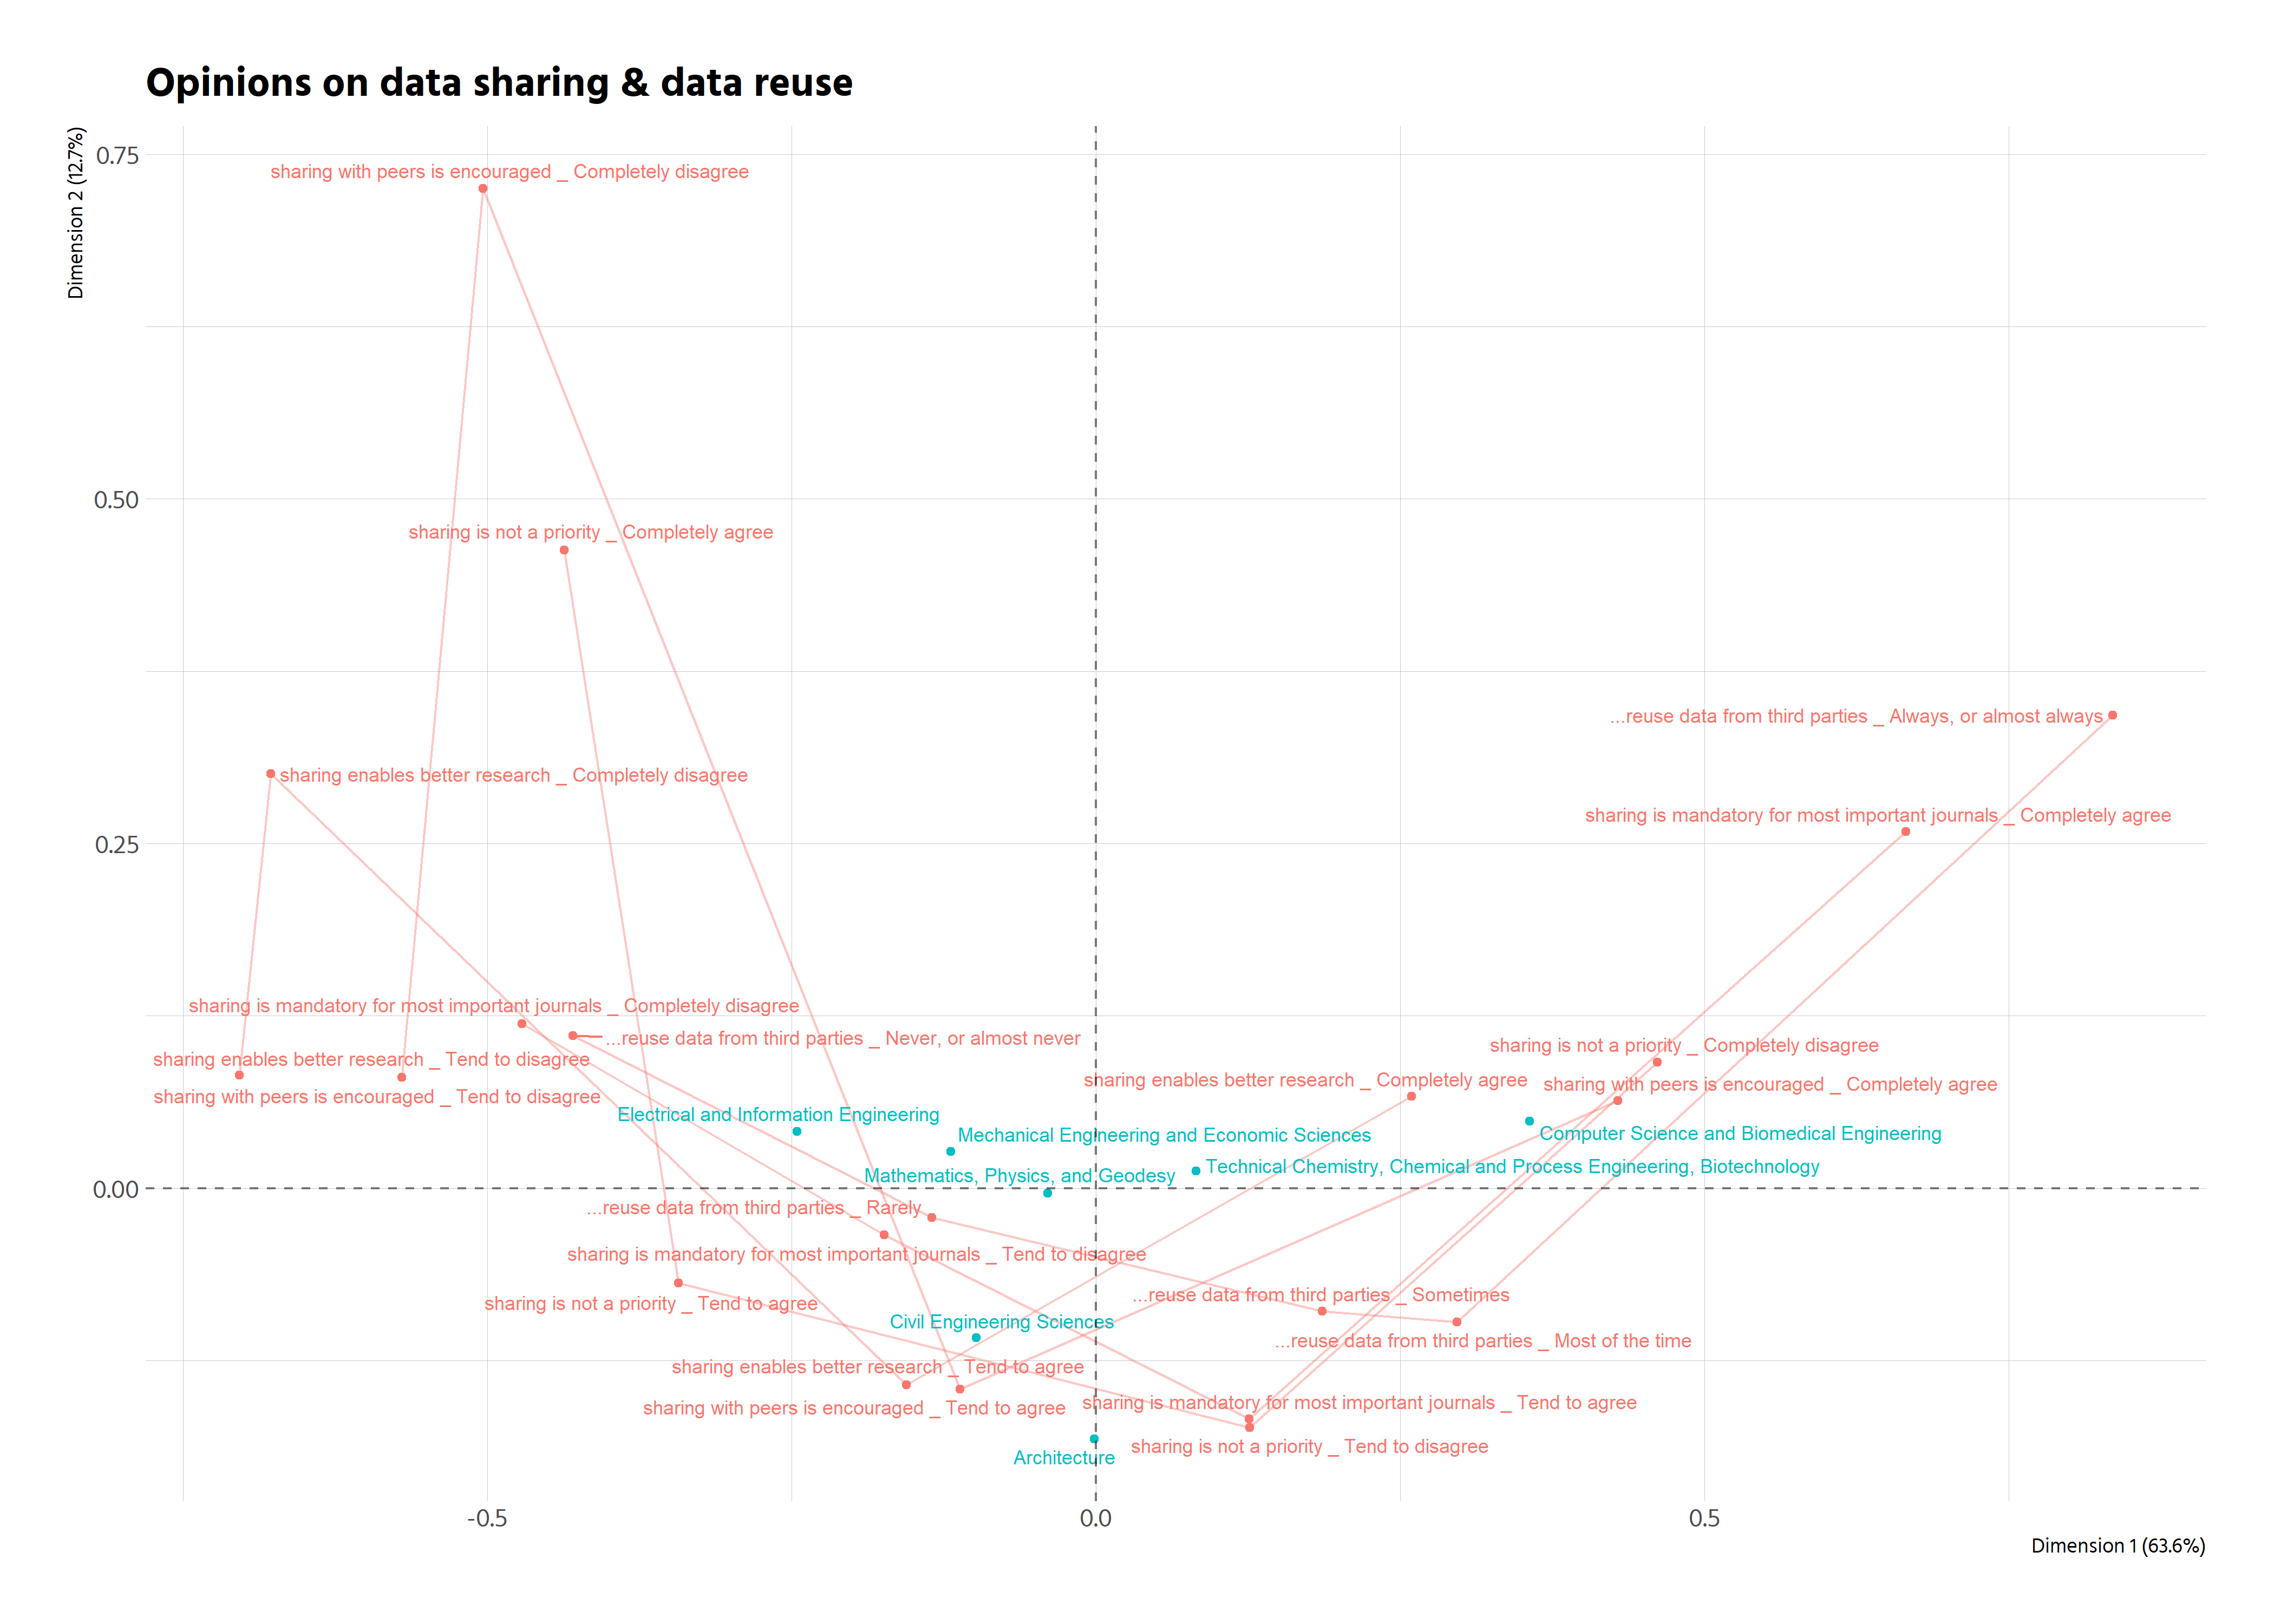 Opinions on data sharing & data reuse
Dimension 2 (12.7%)
0.75
sharing with peers is encouraged _ Completely disagree
0.50
sharing is not a priority _ Completely agree
...reuse data from third parties _ Always, or almost always
sharing enables better research _ Completely disagree
sharing is mandatory for most important journals _ Completely agree
0.25
sharing is mandatory for most important journals _ Completely disagree
...reuse data from third parties _ Never, or almost never
sharing is not a priority _ Completely disagree
sharing enables better research _ Tend to disagree
sharing enables better research _ Completely agree
sharing with peers is encouraged _ Completely agree
sharing with peers is encouraged _ Tend to disagree
Electrical and Information Engineering
Mechanical Engineering and Economic Sciences
Computer Science and Biomedical Engineering
Technical Chemistry, Chemical and Process Engineering, Biotechnology
Mathematics, Physics, and Geodesy
0.00
...reuse data from third parties _ Rarely
sharing is mandatory for most important journals _ Tend to disagree
...reuse data from third parties _ Sometimes
sharing is not a priority _ Tend to agree
Civil Engineering Sciences
...reuse data from third parties _ Most of the time
sharing enables better research _ Tend to agree
sharing is mandatory for most important journals _ Tend to agree
sharing with peers is encouraged _ Tend to agree
sharing is not a priority _ Tend to disagree
Architecture
-0.5
0.0
0.5
Dimension 1 (63.6%)